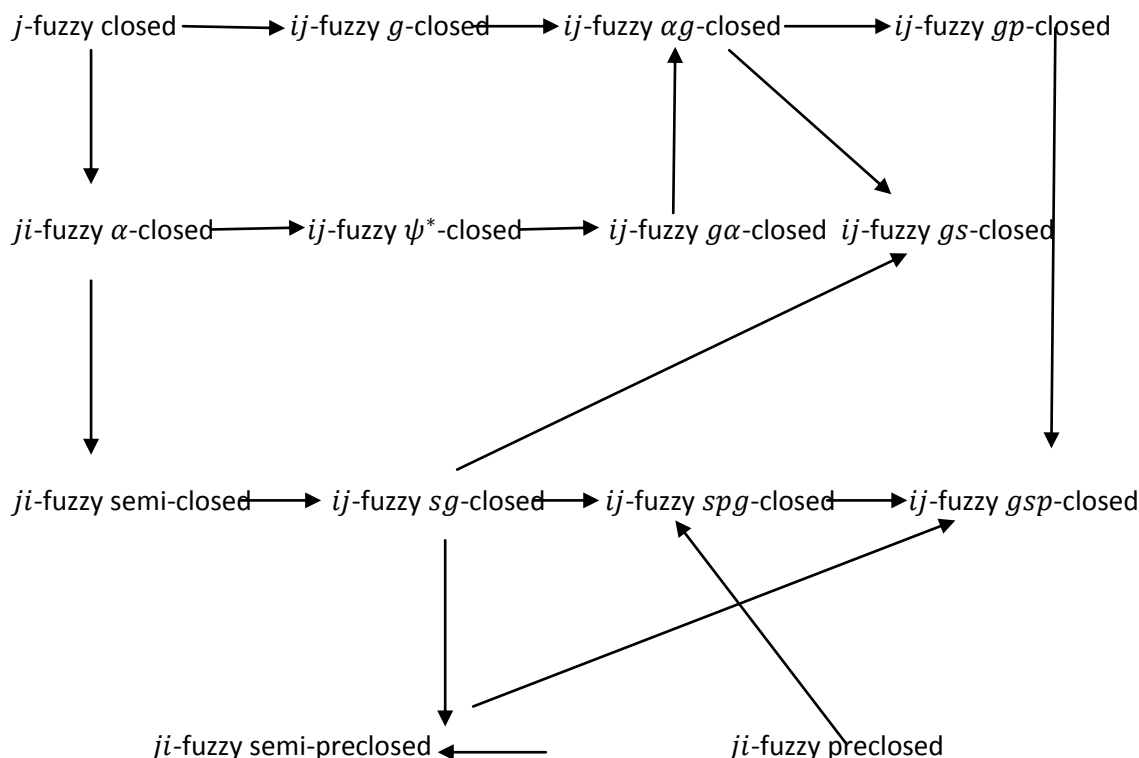 j-fuzzy closed ij-fuzzy g-closed ij-fuzzy αg-closed ij-fuzzy gp-closed
ji-fuzzy α-closed ij-fuzzy ψ*-closed ij-fuzzy gα-closed ij-fuzzy gs-closed
ji-fuzzy semi-closed ij-fuzzy sg-closed ij-fuzzy spg-closed ij-fuzzy gsp-closed
ji-fuzzy semi-preclosed ji-fuzzy preclosed